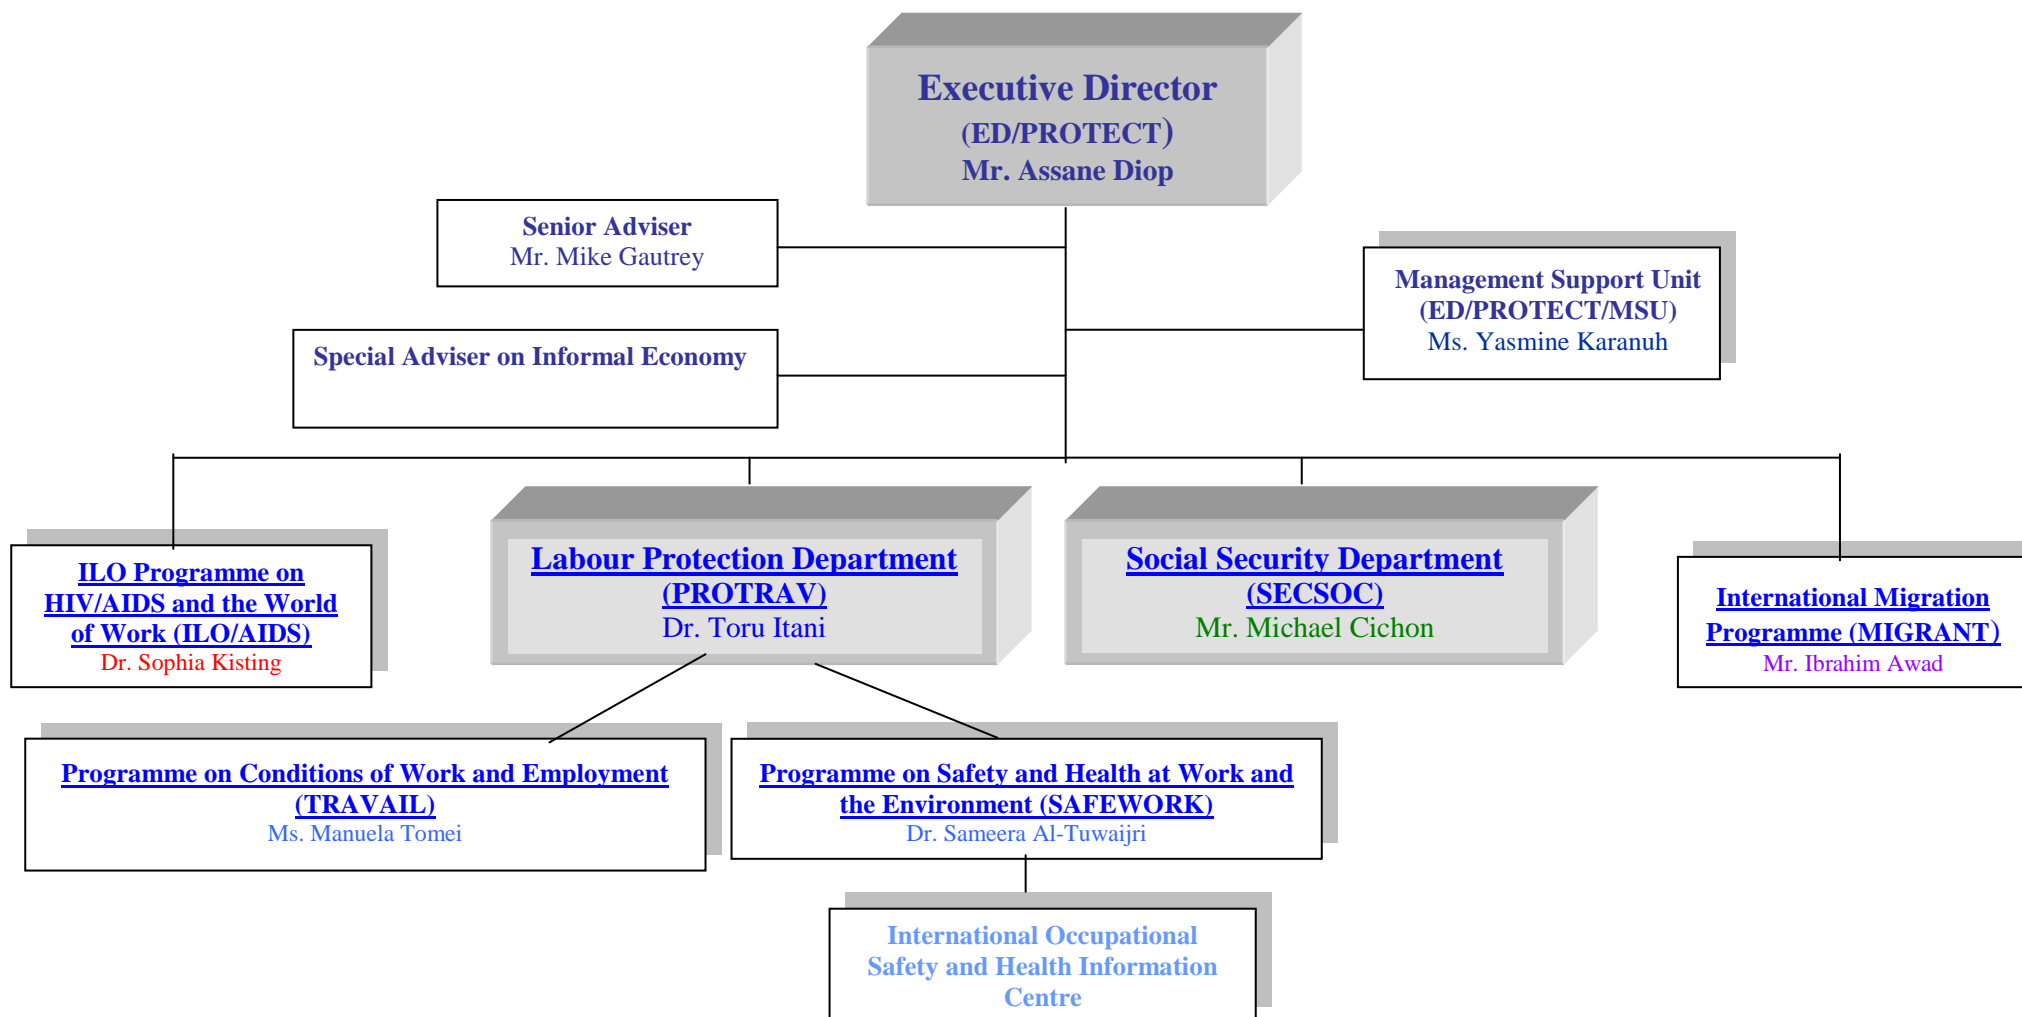 Executive Director
(ED/PROTECT)
Mr. Assane Diop
Senior Adviser
Mr. Mike Gautrey
Management Support Unit
(ED/PROTECT/MSU)
Ms. Yasmine Karanuh
Special Adviser on Informal Economy
ILO Programme on
HIV/AIDS and the World
of Work (ILO/AIDS)
Dr. Sophia Kisting
Labour Protection Department
(PROTRAV)
Dr. Toru Itani
Social Security Department
(SECSOC)
Mr. Michael Cichon
International Migration
Programme (MIGRANT)
Mr. Ibrahim Awad
Programme on Conditions of Work and Employment
(TRAVAIL)
Ms. Manuela Tomei
Programme on Safety and Health at Work and
the Environment (SAFEWORK)
Dr. Sameera Al-Tuwaijri
International Occupational
Safety and Health Information
Centre